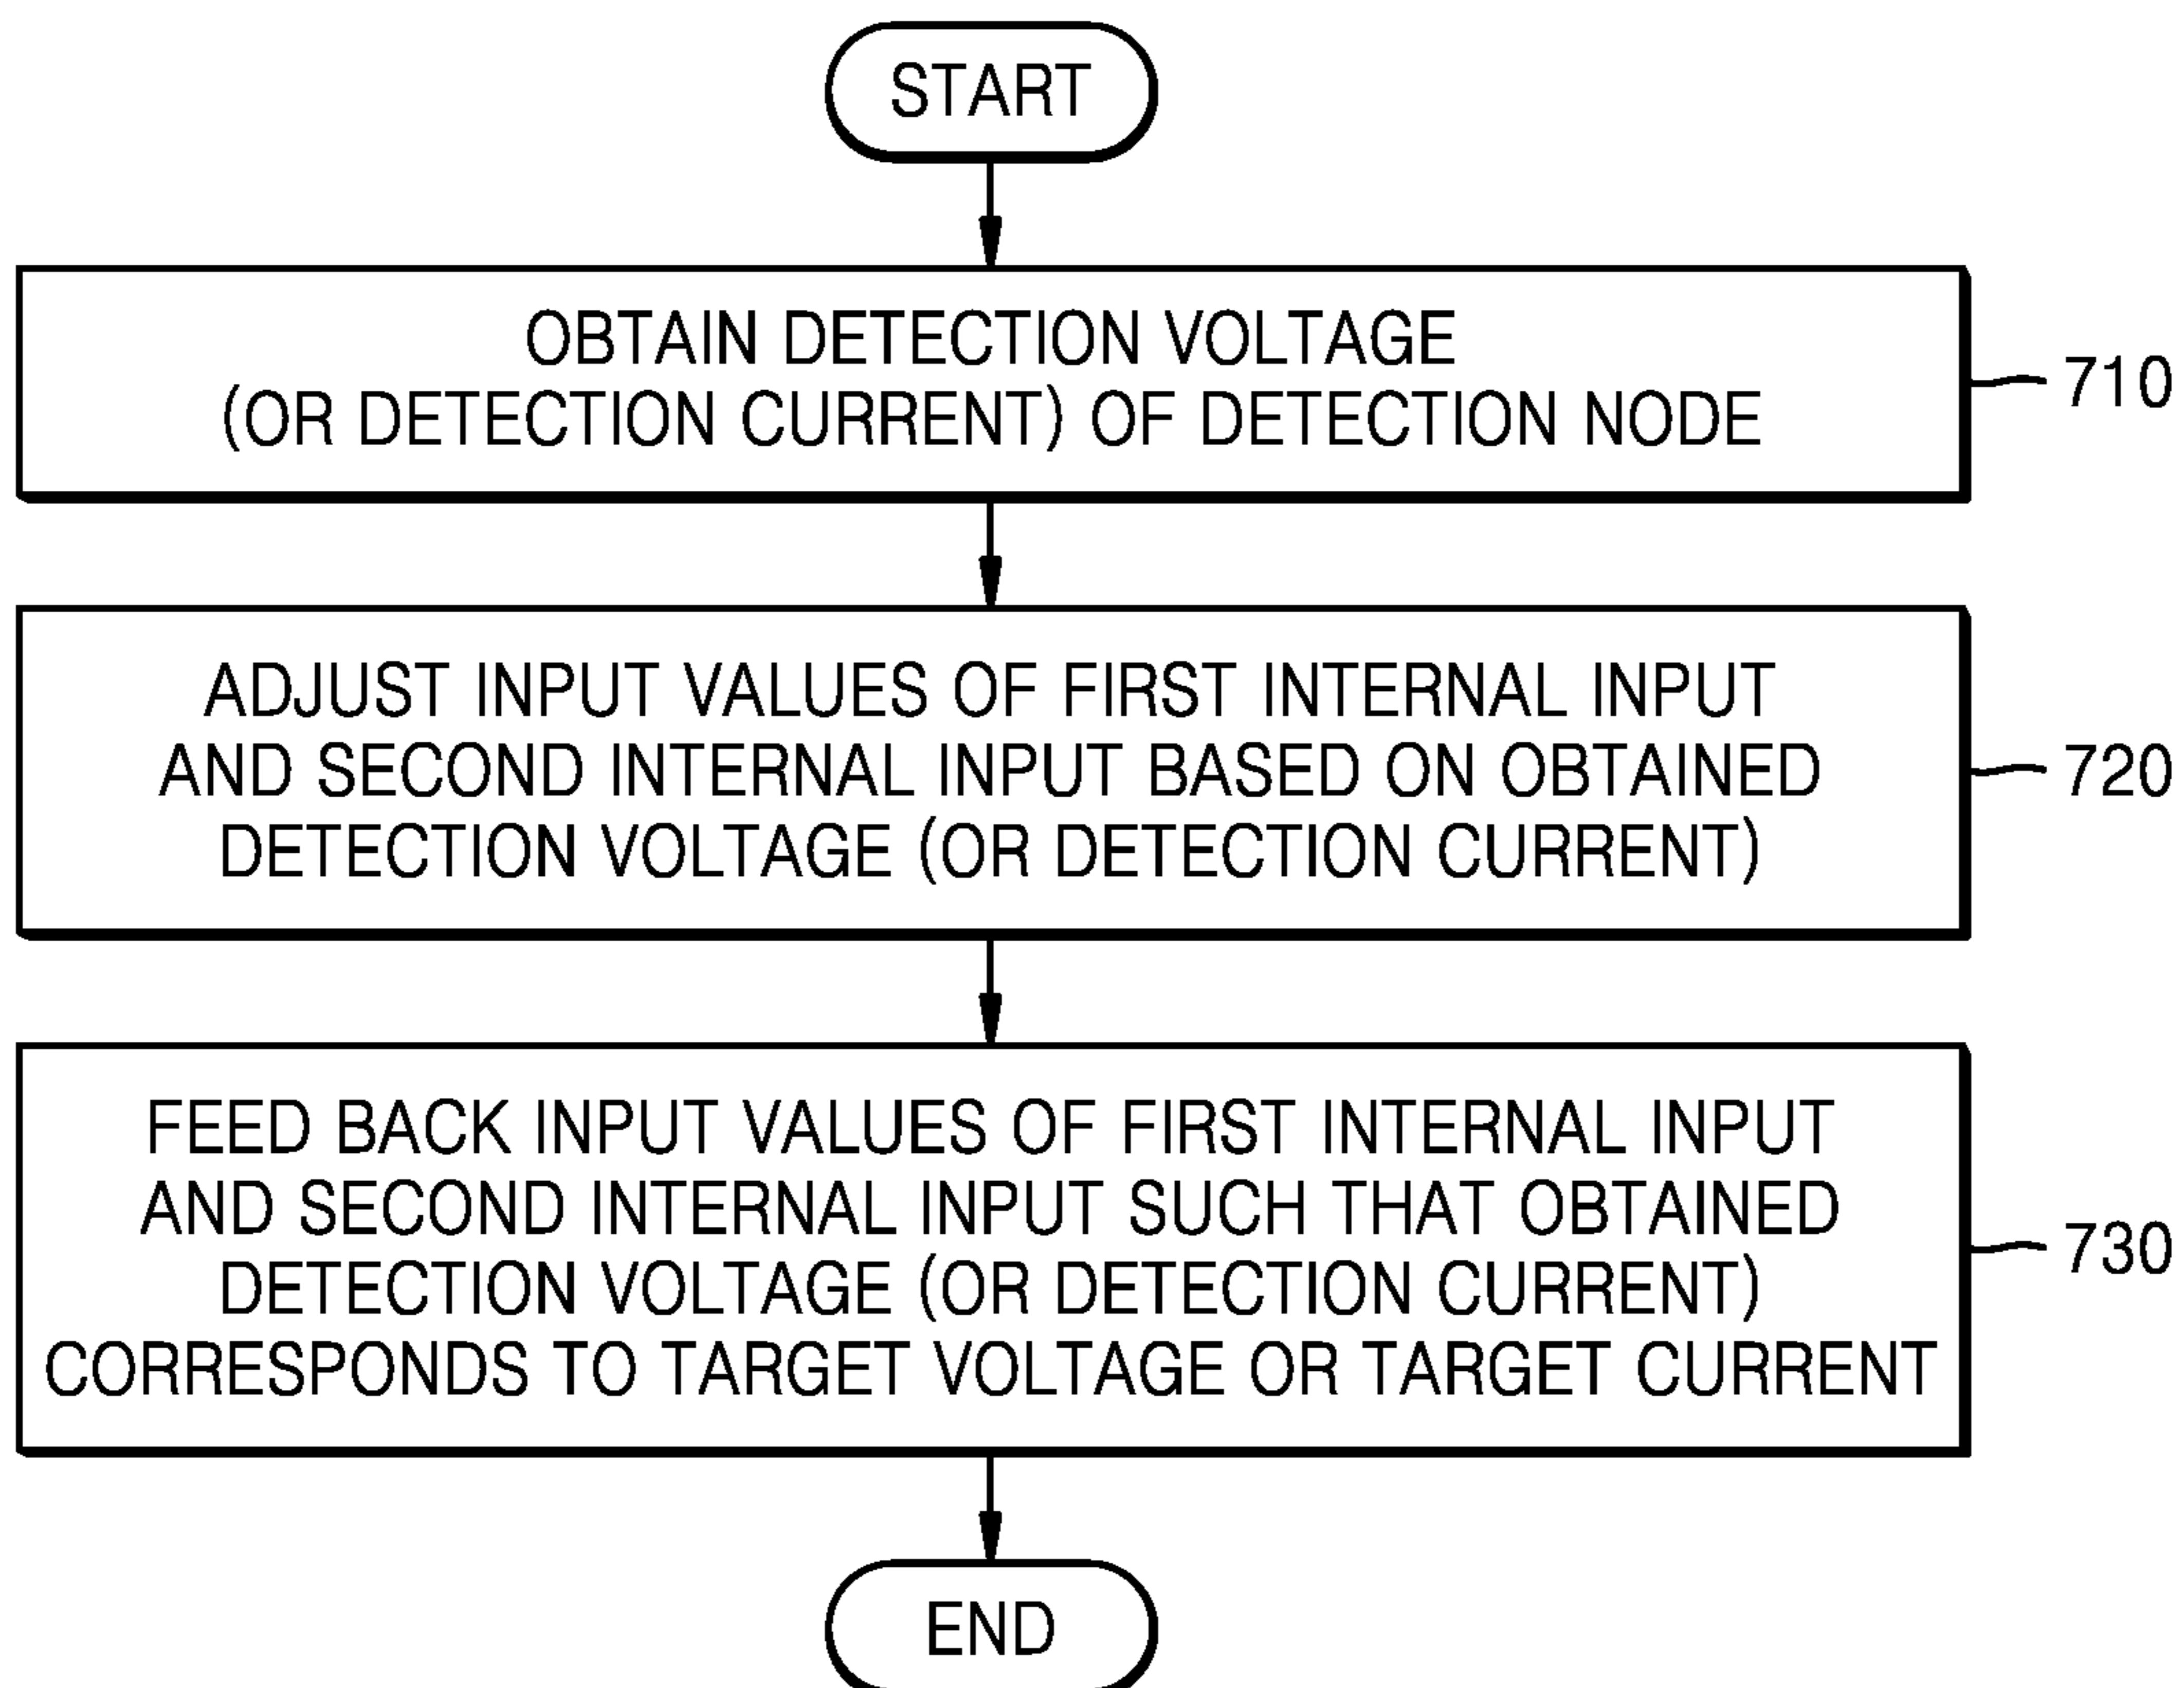 START
OBTAIN DETECTION VOLTAGE
(OR DETECTION CURRENT) OF DETECTION NODE
710
ADJUST INPUT VALUES OF FIRST INTERNAL INPUT
AND SECOND INTERNAL INPUT BASED ON OBTAINED
DETECTION VOLTAGE (OR DETECTION CURRENT)
720
FEED BACK INPUT VALUES OF FIRST INTERNAL INPUT
AND SECOND INTERNAL INPUT SUCH THAT OBTAINED
DETECTION VOLTAGE (OR DETECTION CURRENT)
CORRESPONDS TO TARGET VOLTAGE OR TARGET CURRENT
730
END